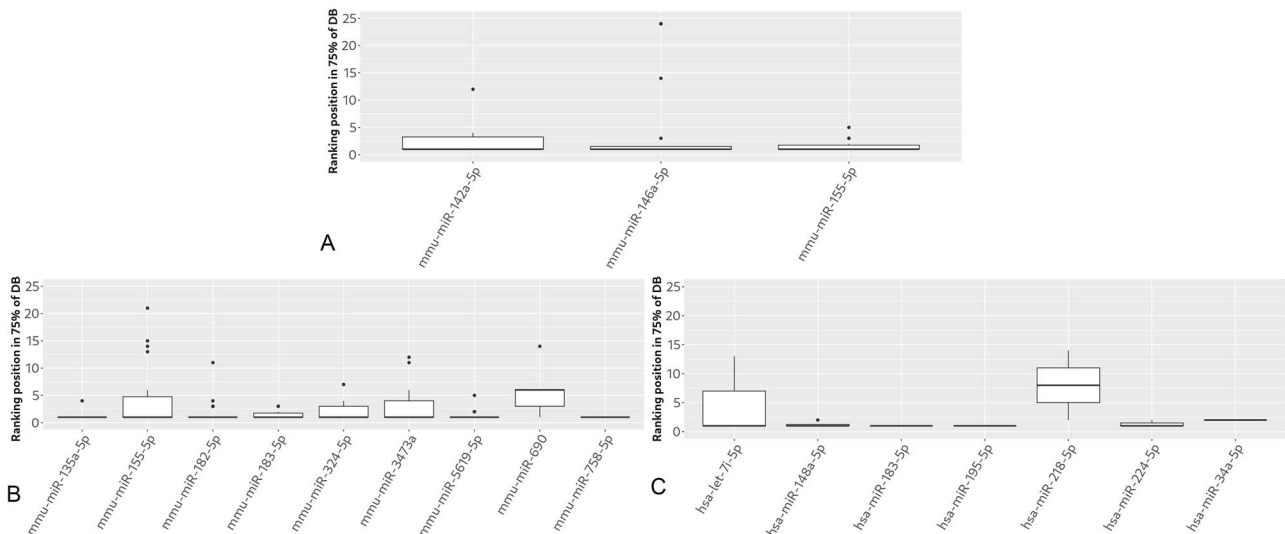 Ranking position in 75% of DB
25
20
15
10
5
0
mmu-miR-142a-5p
mmu-miR-146a-5p
mmu-miR-155-5p
A
Ranking position in 75% of DB
25
20
15
10
5
0
mmu-miR-135a-5p
mmu-miR-155-5p
mmu-miR-182-5p
mmu-miR-183-5p
mmu-miR-324-5p
mmu-miR-3473a
mmu-miR-5619-5p
mmu-miR-690
mmu-miR-758-5p
B
Ranking position in 75% of DB
25
20
15
10
5
0
hsa-let-7i-5p
hsa-miR-148a-5p
hsa-miR-183-5p
hsa-miR-195-5p
hsa-miR-218-5p
hsa-miR-224-5p
hsa-miR-34a-5p
C